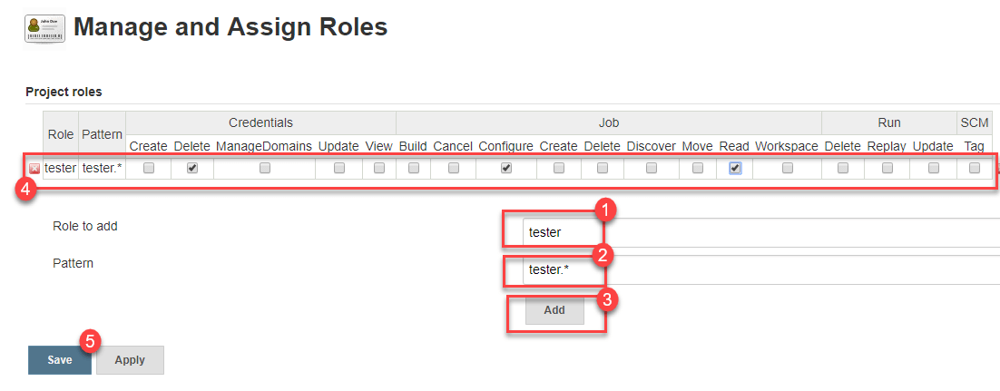 John Doe
Manage and Assign Roles
Project roles
Role Pattern Credentials Job Run SCM
Create Delete ManageDomains Update View Build Cancel Configure Create Delete Discover Move Read Workspace Delete Replay Update Tag
tester tester.*
4
1
Role to add tester
2
Pattern tester.*
3
Add
5
Save Apply